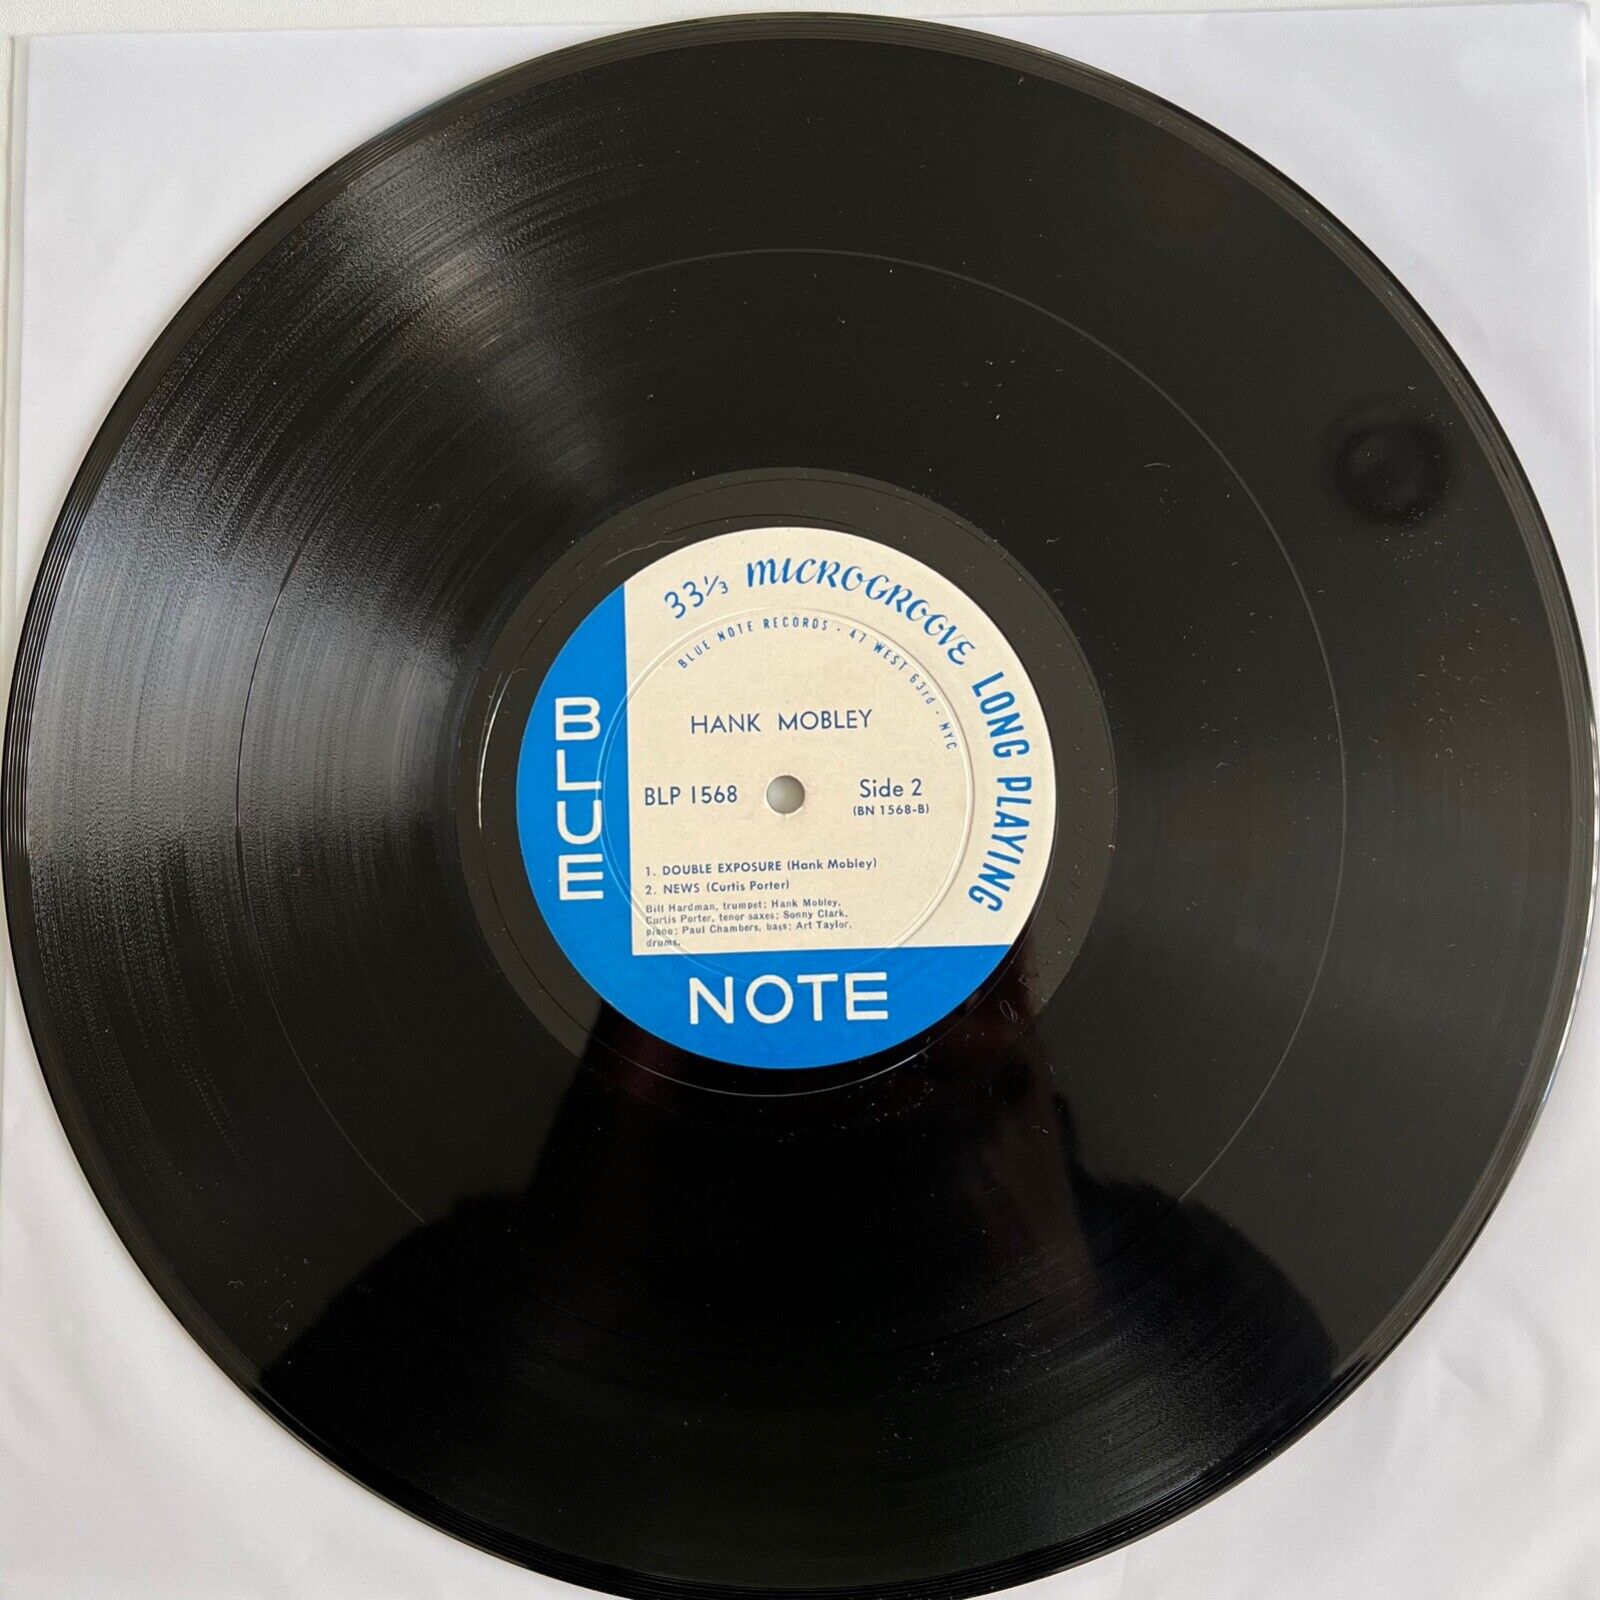 33⅓ MICROGROOVE LONG PLAYING
BLUE NOTE RECORDS · 47 WEST 63rd · NYC
HANK MOBLEY
BLP 1568
Side 2
(BN 1568-B)
1. DOUBLE EXPOSURE (Hank Mobley)
2. NEWS (Curtis Porter)
Bill Hardman, trumpet; Hank Mobley,
Curtis Porter, tenor saxes; Sonny Clark,
piano; Paul Chambers, bass; Art Taylor,
drums.
BLUE
NOTE